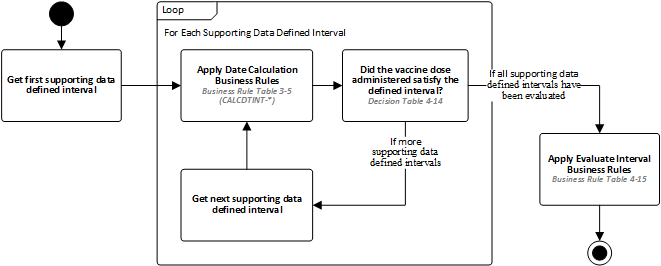 Loop
For Each Supporting Data Defined Interval
Get first supporting data
defined interval
Apply Date Calculation
Business Rules
Business Rule Table 3-5
(CALCDTINT-*)
Did the vaccine dose
administered satisfy the
defined interval?
Decision Table 4-14
If all supporting data
defined intervals have
been evaluated
If more
supporting data
defined intervals
Get next supporting data
defined interval
Apply Evaluate Interval
Business Rules
Business Rule Table 4-15